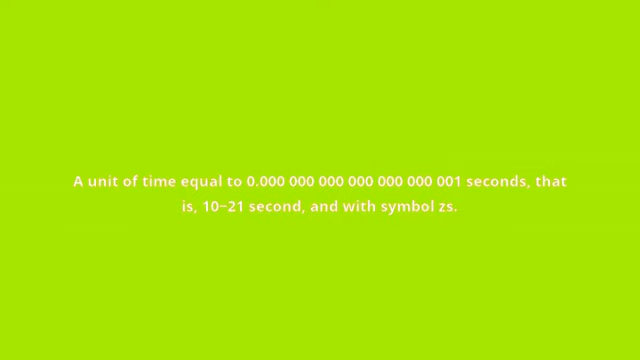 A unit of time equal to 0.000 000 000 000 000 000 001 seconds, that
is, 10−21 second, and with symbol zs.